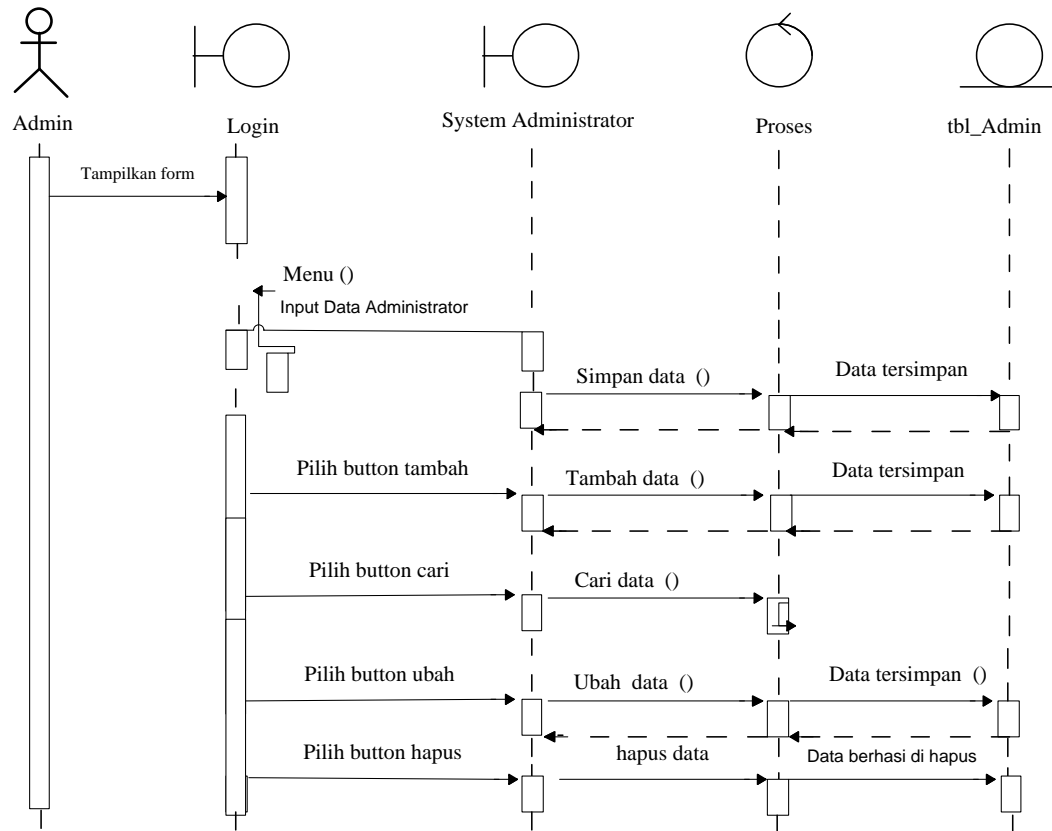 Admin
Login
System Administrator
Proses
tbl_Admin
Tampilkan form
Menu ()
Input Data Administrator
Simpan data ()
Data tersimpan
Pilih button tambah
Tambah data ()
Data tersimpan
Pilih button cari
Cari data ()
Pilih button ubah
Ubah data ()
Data tersimpan ()
Pilih button hapus
hapus data
Data berhasi di hapus